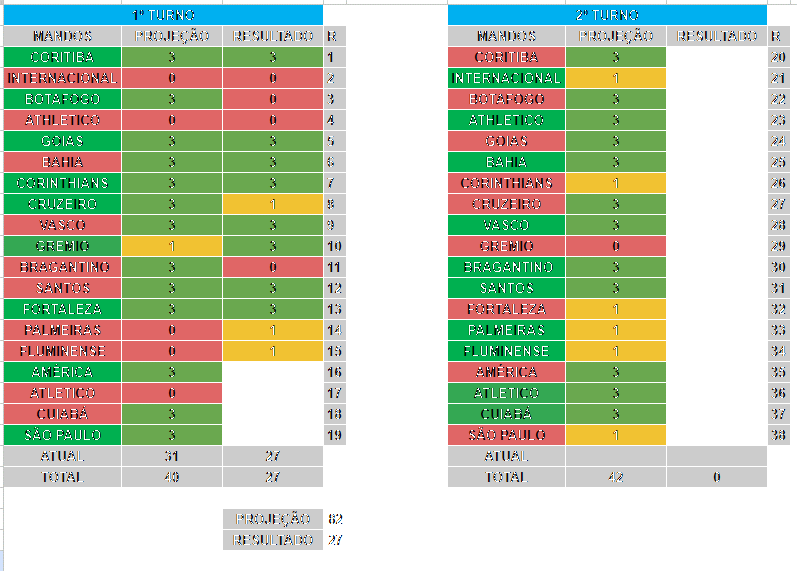 1º TURNO 2º TURNO
MANDOS PROJEÇÃO RESULTADO R MANDOS PROJEÇÃO RESULTADO R
CORITIBA 3 3 1 CORITIBA 3 20
INTERNACIONAL 0 0 2 INTERNACIONAL 1 21
BOTAFOGO 3 0 3 BOTAFOGO 3 22
ATHLETICO 0 0 4 ATHLETICO 3 23
GOIAS 3 3 5 GOIAS 3 24
BAHIA 3 3 6 BAHIA 3 25
CORINTHIANS 3 3 7 CORINTHIANS 1 26
CRUZEIRO 3 1 8 CRUZEIRO 3 27
VASCO 3 3 9 VASCO 3 28
GREMIO 1 3 10 GREMIO 0 29
BRAGANTINO 3 0 11 BRAGANTINO 3 30
SANTOS 3 3 12 SANTOS 3 31
FORTALEZA 3 3 13 FORTALEZA 1 32
PALMEIRAS 0 1 14 PALMEIRAS 1 33
FLUMINENSE 0 1 15 FLUMINENSE 1 34
AMÉRICA 3 16 AMÉRICA 3 35
ATLETICO 0 17 ATLETICO 3 36
CUIABÁ 3 18 CUIABÁ 3 37
SÃO PAULO 3 19 SÃO PAULO 1 38
ATUAL 31 27 ATUAL
TOTAL 40 27 TOTAL 42 0
PROJEÇÃO 82
RESULTADO 27